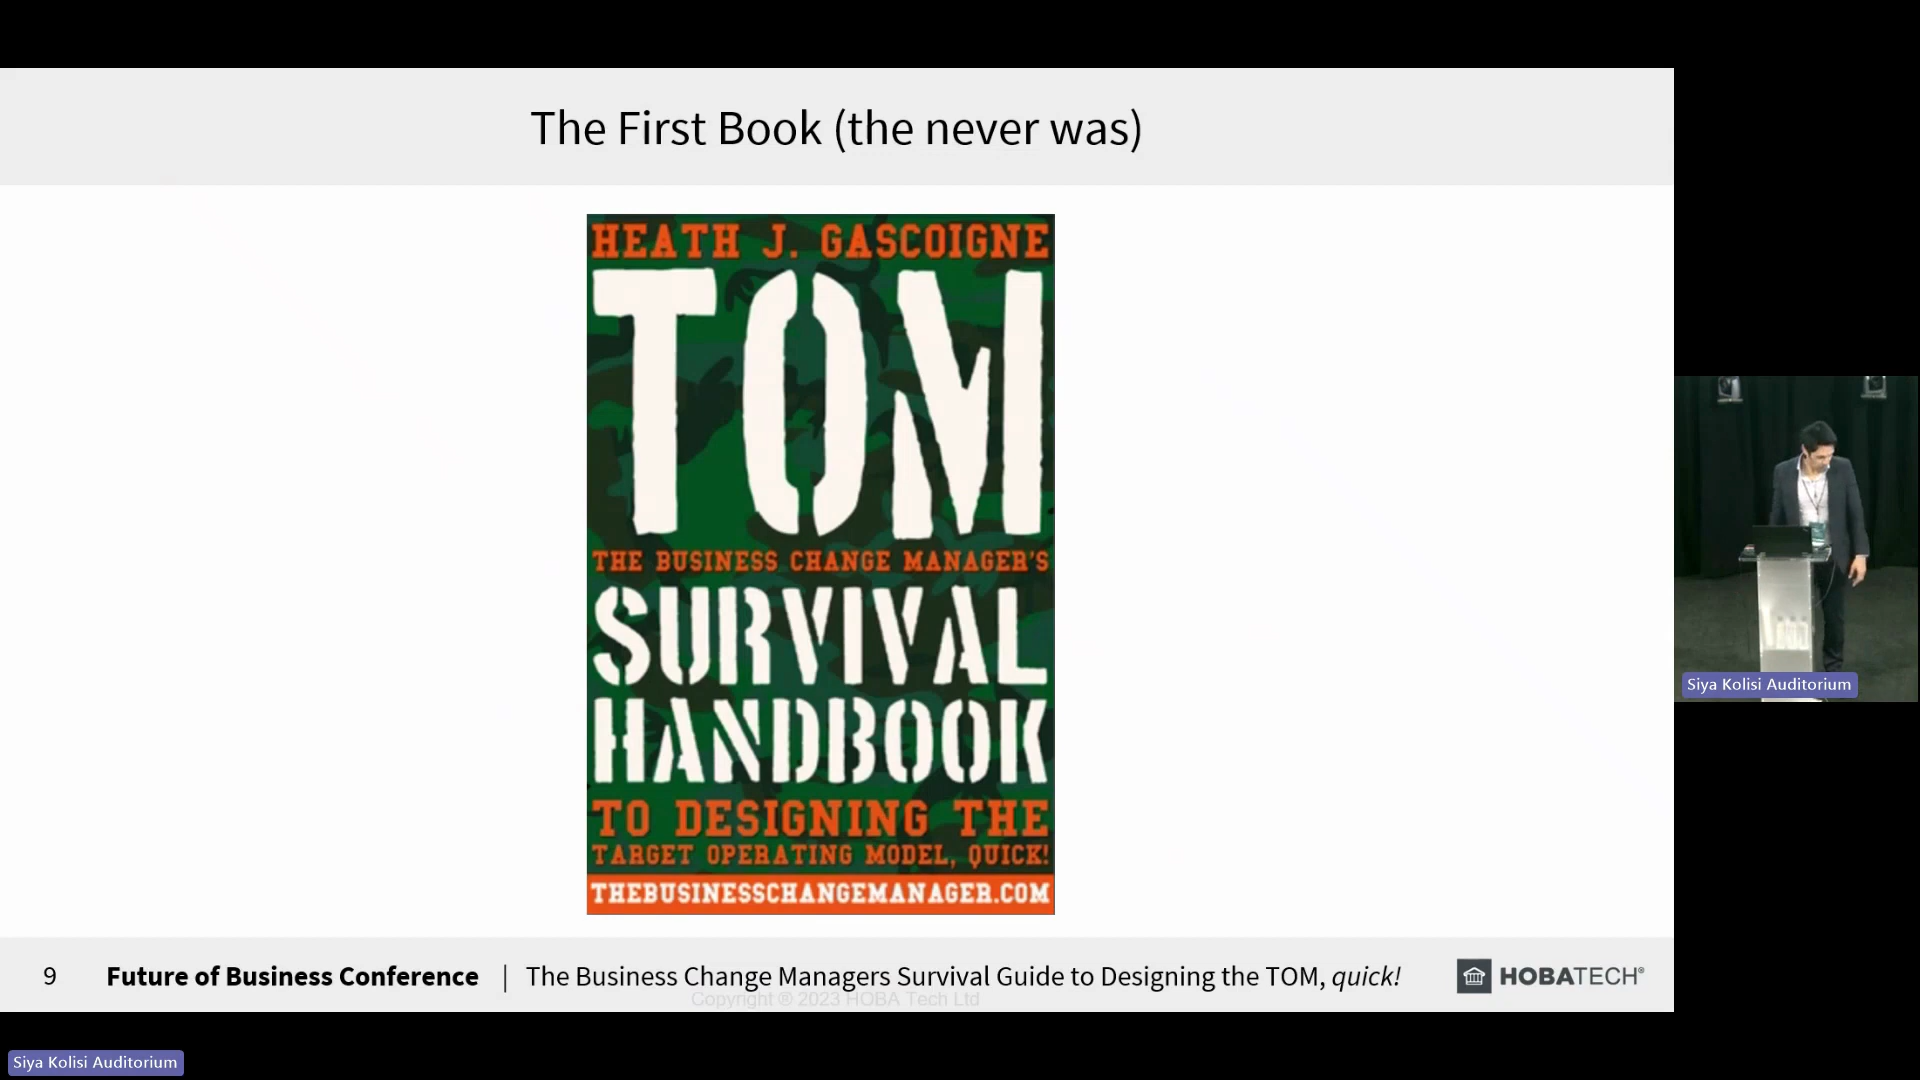 The First Book (the never was)
HEATH J. GASCOIGNE
TOM
THE BUSINESS CHANGE MANAGER'S
SURVIVAL
HANDBOOK
TO DESIGNING THE
TARGET OPERATING MODEL, QUICK!
THEBUSINESSCHANGEMANAGER.COM
Siya Kolisi Auditorium
9 Future of Business Conference | The Business Change Managers Survival Guide to Designing the TOM, quick! HOBATECH®
Copyright ® 2023 HOBA Tech Ltd
Siya Kolisi Auditorium